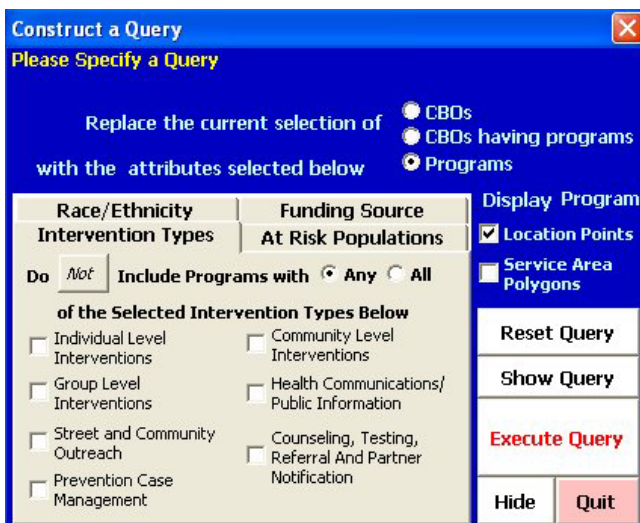 Construct a Query
Please Specify a Query
Replace the current selection of
CBOs
CBOs having programs
with the attributes selected below
Programs
Race/Ethnicity
Funding Source
Intervention Types
At Risk Populations
Do Not Include Programs with Any All
of the Selected Intervention Types Below
Individual Level
Interventions
Group Level
Interventions
Street and Community
Outreach
Prevention Case
Management
Community Level
Interventions
Health Communications/
Public Information
Counseling, Testing,
Referral And Partner
Notification
Display Program
Location Points
Service Area
Polygons
Reset Query
Show Query
Execute Query
Hide
Quit